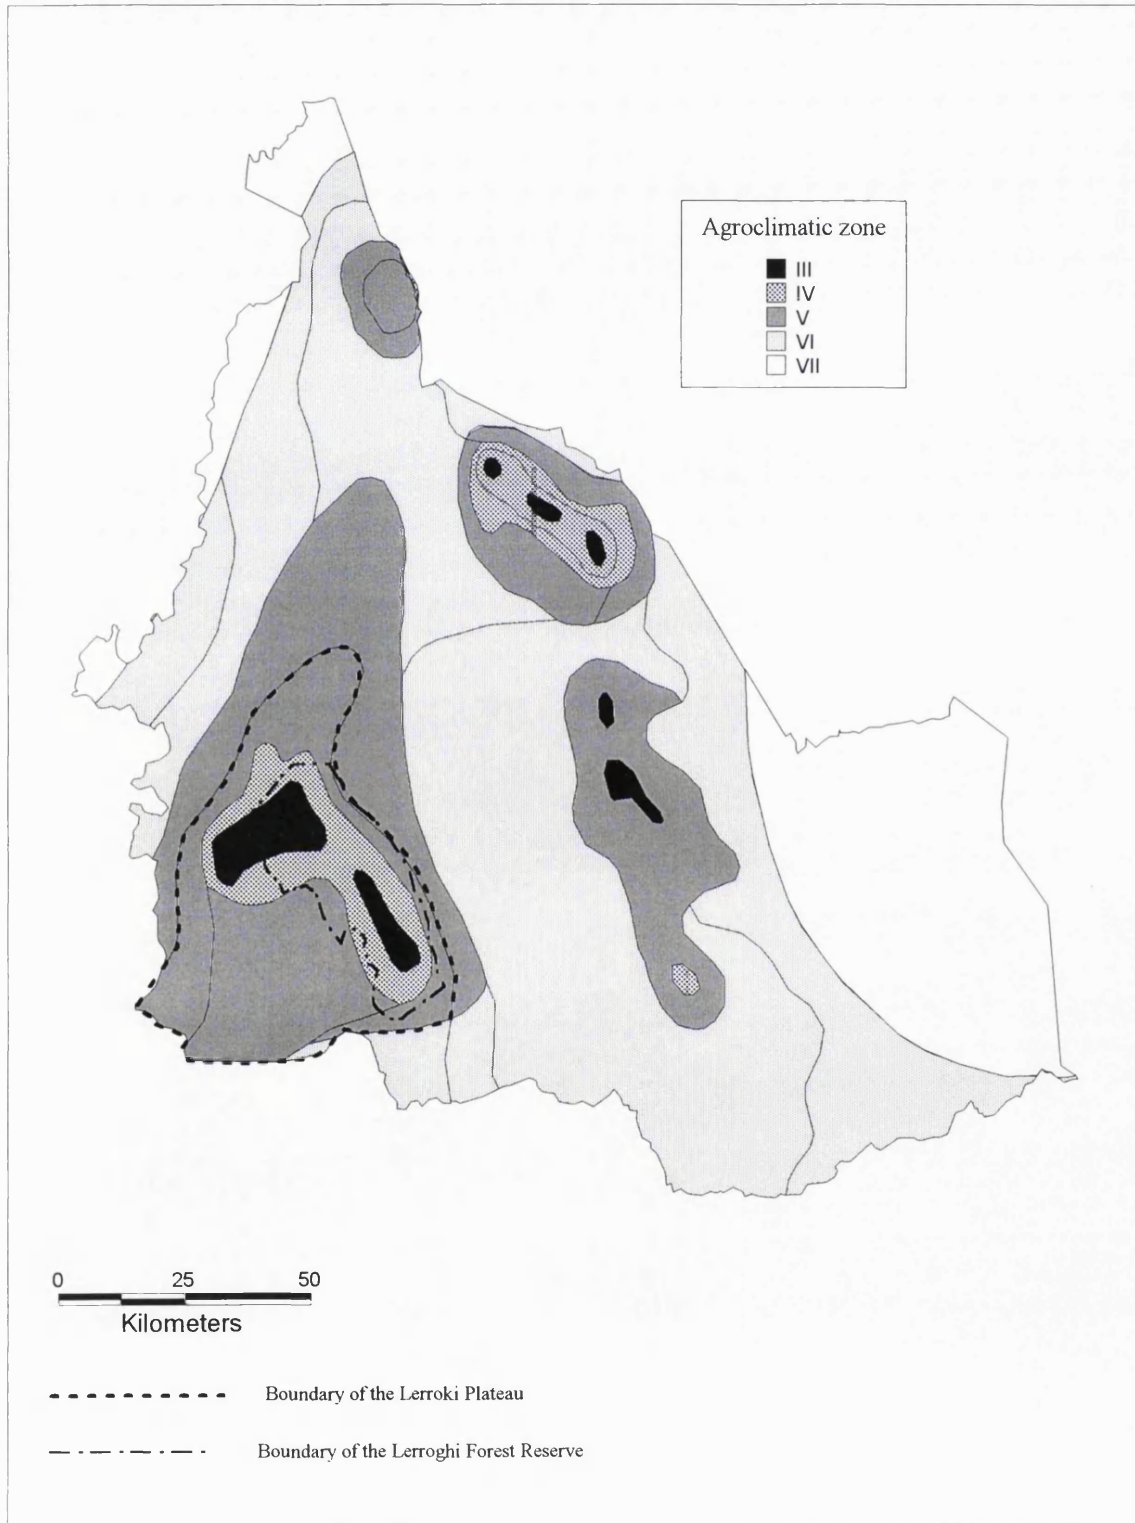 Agroclimatic zone
III
IV
V
VI
VII
0 25 50
Kilometers
Boundary of the Lerroki Plateau
Boundary of the Lerroghi Forest Reserve